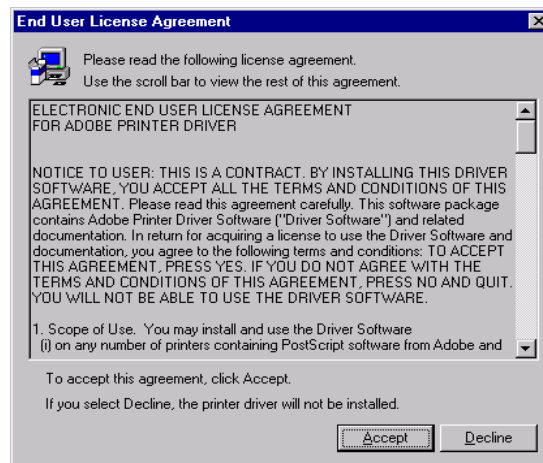 End User License Agreement
Please read the following license agreement.
Use the scroll bar to view the rest of this agreement.
ELECTRONIC END USER LICENSE AGREEMENT
FOR ADOBE PRINTER DRIVER
NOTICE TO USER: THIS IS A CONTRACT. BY INSTALLING THIS DRIVER
SOFTWARE, YOU ACCEPT ALL THE TERMS AND CONDITIONS OF THIS
AGREEMENT. Please read this agreement carefully. This software package
contains Adobe Printer Driver Software ("Driver Software") and related
documentation. In return for acquiring a license to use the Driver Software and
documentation, you agree to the following terms and conditions: TO ACCEPT
THIS AGREEMENT, PRESS YES. IF YOU DO NOT AGREE WITH THE
TERMS AND CONDITIONS OF THIS AGREEMENT, PRESS NO AND QUIT.
YOU WILL NOT BE ABLE TO USE THE DRIVER SOFTWARE.
1. Scope of Use. You may install and use the Driver Software
(i) on any number of printers containing PostScript software from Adobe and
To accept this agreement, click Accept.
If you select Decline, the printer driver will not be installed.
Accept Decline